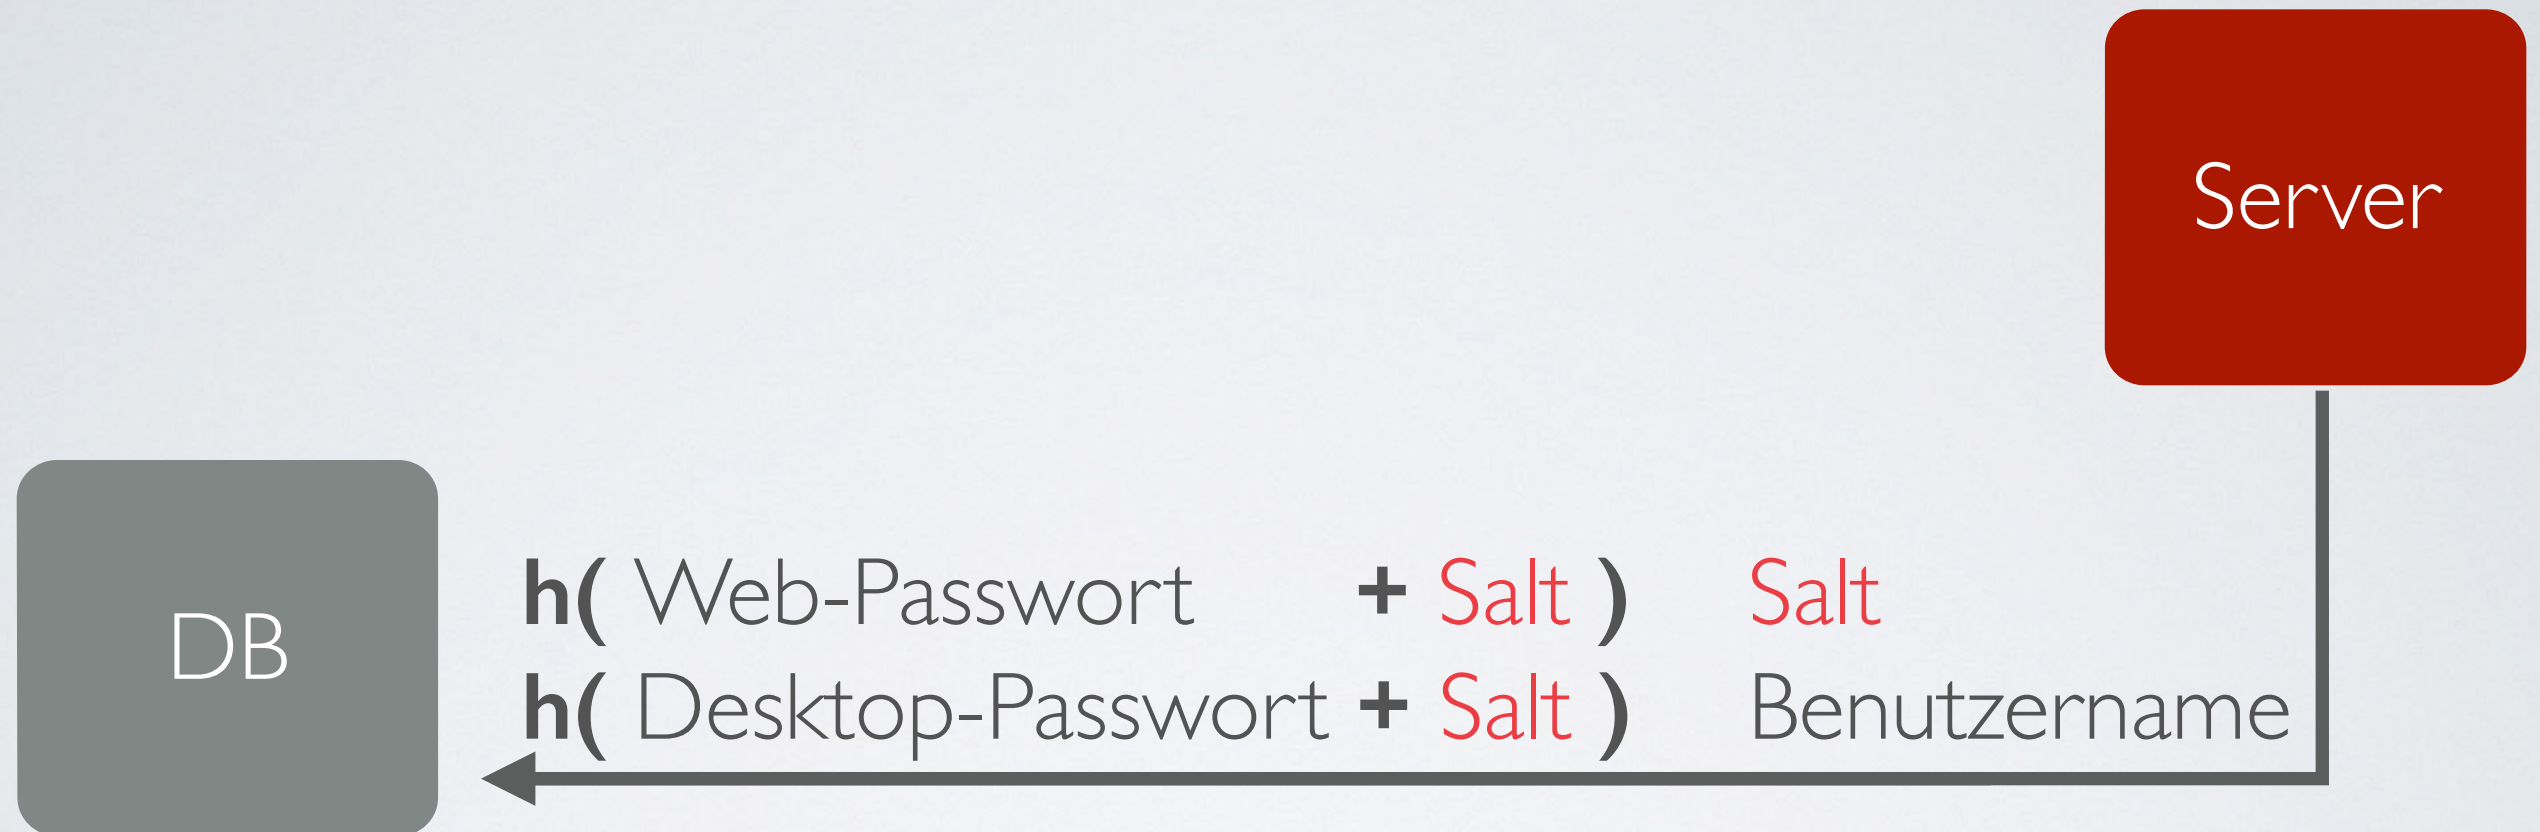 Server
DB
h( Web-Passwort + Salt ) Salt
h( Desktop-Passwort + Salt ) Benutzername